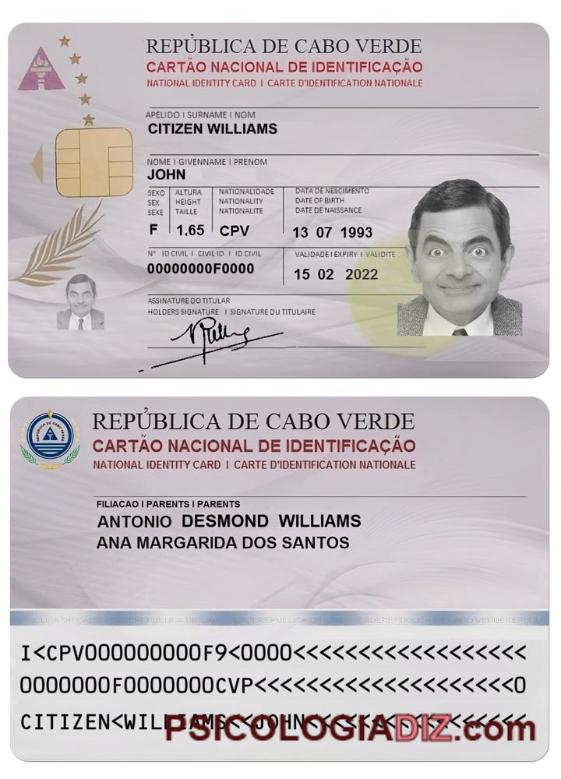 REPÚBLICA DE CABO VERDE
CARTÃO NACIONAL DE IDENTIFICAÇÃO
NATIONAL IDENTITY CARD I CARTE D'IDENTIFICATION NATIONALE
APELIDO I SURNAME I NOM
CITIZEN WILLIAMS
NOME I GIVENNAME I PRENOM
JOHN
SEXO ALTURA NACIONALIDADE DATA DE NESCIMENTO
SEX HEIGHT NATIONALITY DATE OF BIRTH
SEXE TAILLE NATIONALITE DATE DE NAISSANCE
F 1.65 CPV 13 07 1993
N° ID CIVIL I CIVIL ID I ID CIVIL VALIDADE I EXPIRY I VALIDITE
00000000F0000 15 02 2022
ASSINATURE DO TITULAR
HOLDERS SIGNATURE I SIGNATURE DU TITULAIRE
REPÚBLICA DE CABO VERDE
CARTÃO NACIONAL DE IDENTIFICAÇÃO
NATIONAL IDENTITY CARD I CARTE D'IDENTIFICATION NATIONALE
FILIACAO I PARENTS I PARENTS
ANTONIO DESMOND WILLIAMS
ANA MARGARIDA DOS SANTOS
I<CPV000000000F9<0000<<<<<<<<<<<<<<<<<<
0000000F0000000CVP<<<<<<<<<<<<<<<<<<<<0
CITIZEN<WILLIAMS<<JOHN<<<<<<<<<<<<<<<<<
PSICOLOGIADIZ.com